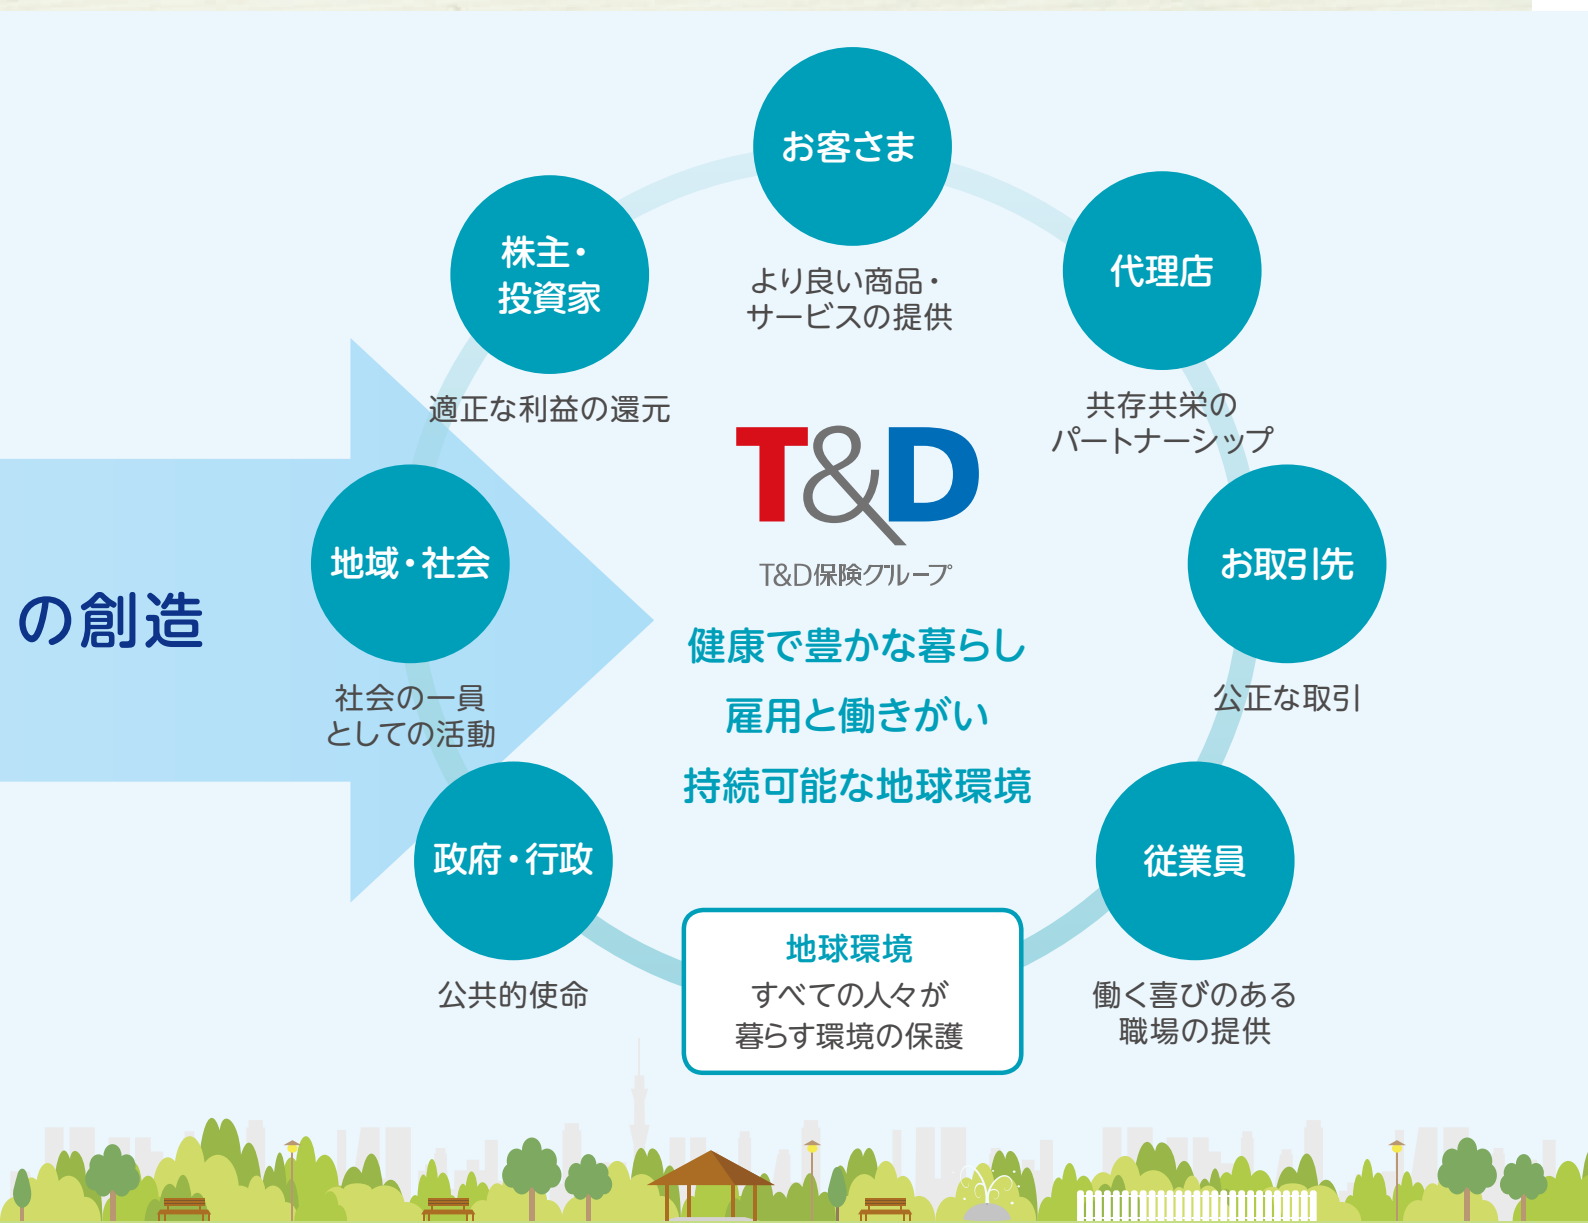 お客さま
より良い商品・
サービスの提供
代理店
共存共栄の
パートナーシップ
お取引先
公正な取引
従業員
働く喜びのある
職場の提供
地球環境
すべての人々が
暮らす環境の保護
政府・行政
公共的使命
地域・社会
社会の一員
としての活動
株主・
投資家
適正な利益の還元
の創造
T&D
T&D保険グループ
健康で豊かな暮らし
雇用と働きがい
持続可能な地球環境